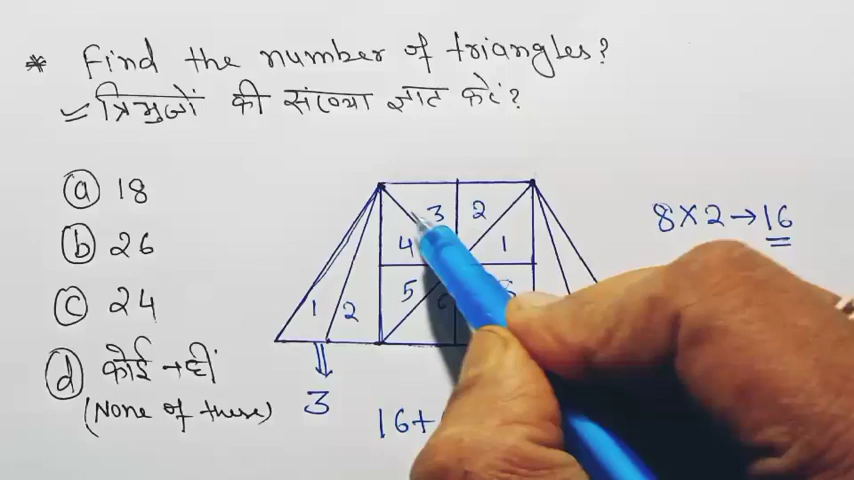 * Find the number of triangles?
त्रिभुजों की संख्या ज्ञात करें?
(a) 18
(b) 26
(c) 24
(d) कोई नहीं
(None of these)
8×2→16
3 2
4 1
5
1 2
3
16+